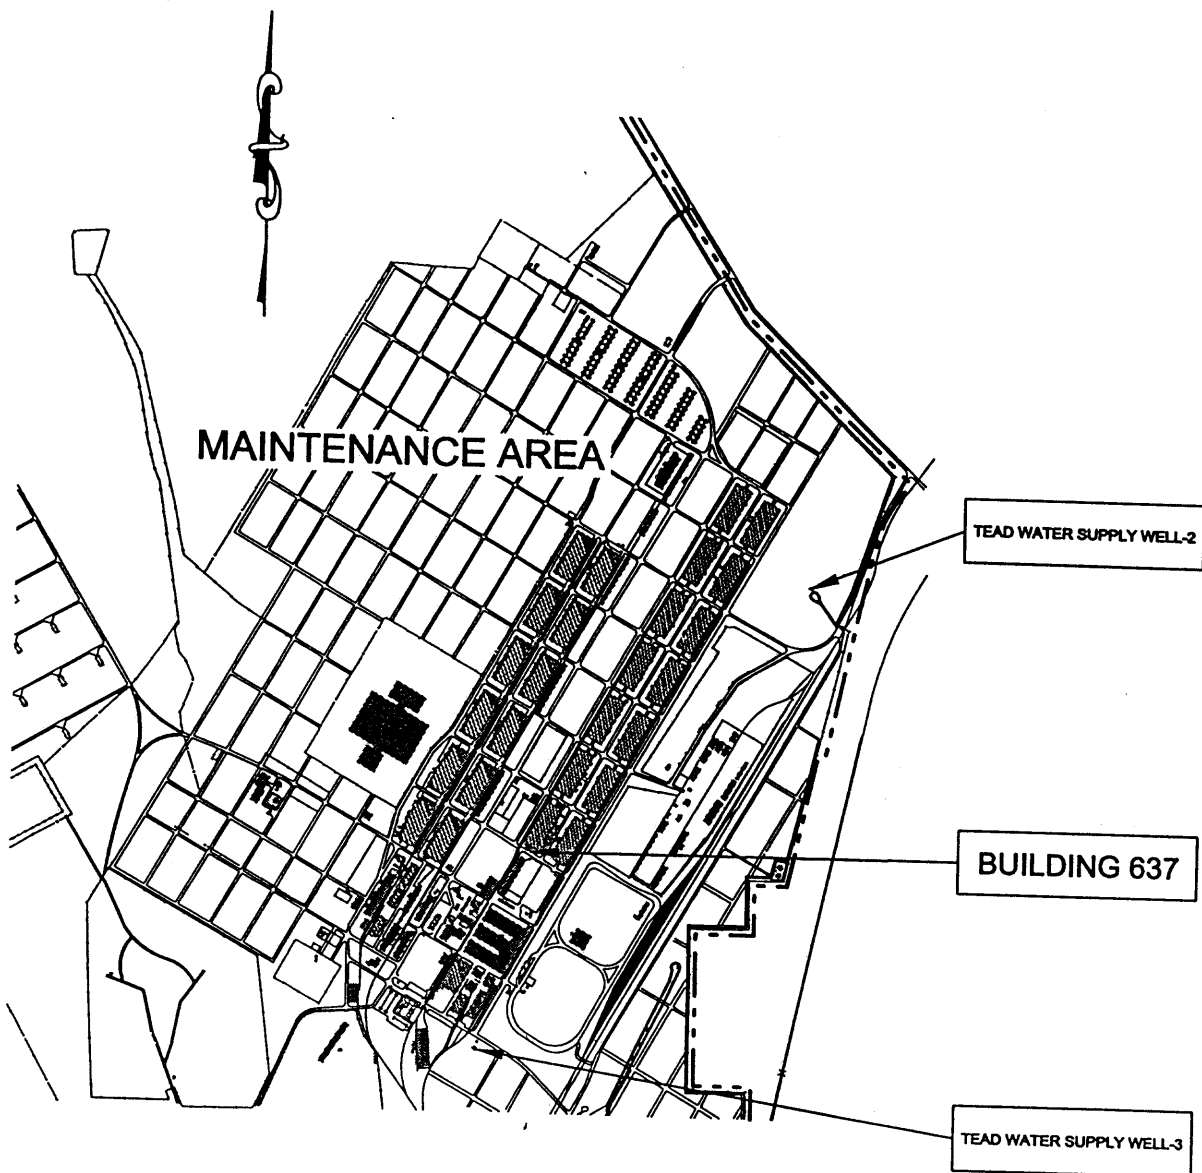 MAINTENANCE AREA
TEAD WATER SUPPLY WELL-2
BUILDING 637
TEAD WATER SUPPLY WELL-3